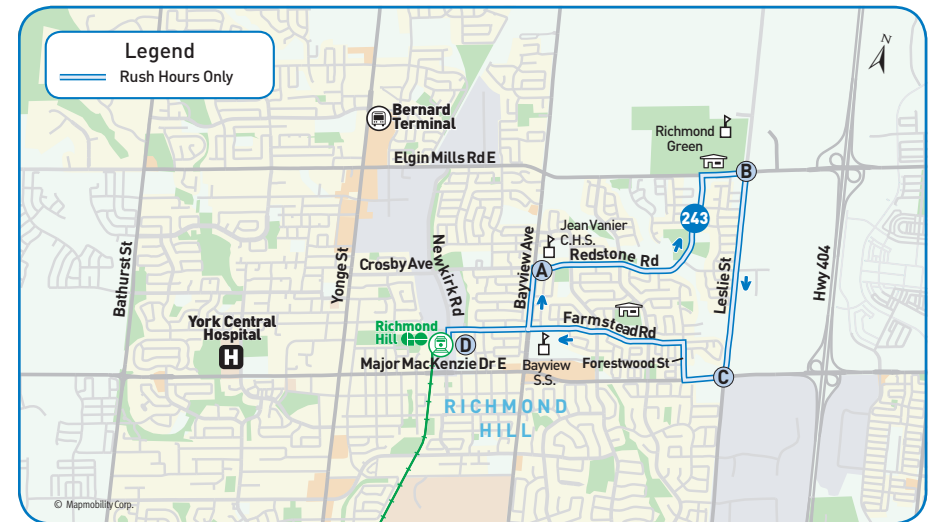 Legend
Rush Hours Only
N
Bernard
Terminal
Richmond
Green
Elgin Mills Rd E
B
243
Jean Vanier
C.H.S.
Redstone Rd
Crosby Ave
A
Newkirk Rd
Bayview Ave
Bathurst St
Yonge St
Leslie St
Hwy 404
York Central
Hospital
H
Richmond
Hill
D
Farmstead Rd
Major MacKenzie Dr E
Bayview
S.S.
Forestwood St
C
RICHMOND
HILL
© Mapmobility Corp.